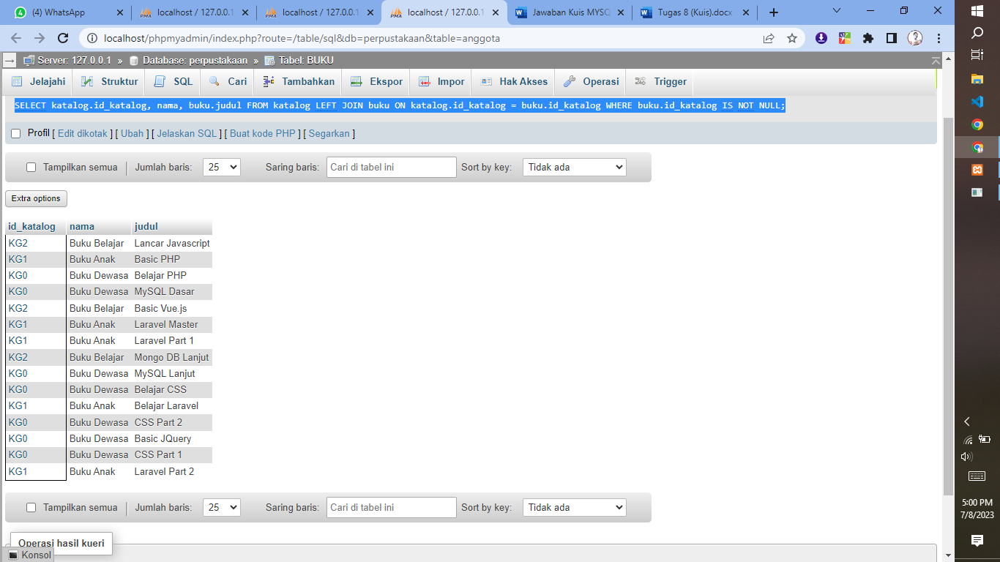 (4) WhatsApp
localhost / 127.0.0.1
localhost / 127.0.0.1
localhost / 127.0.0.1
Jawaban Kuis MYSQ
Tugas 8 (Kuis).docx
localhost/phpmyadmin/index.php?route=/table/sql&db=perpustakaan&table=anggota
Server: 127.0.0.1 » Database: perpustakaan » Tabel: BUKU
Jelajahi Struktur SQL Cari Tambahkan Ekspor Impor Hak Akses Operasi Trigger
SELECT katalog.id_katalog, nama, buku.judul FROM katalog LEFT JOIN buku ON katalog.id_katalog = buku.id_katalog WHERE buku.id_katalog IS NOT NULL;
Profil [ Edit dikotak ] [ Ubah ] [ Jelaskan SQL ] [ Buat kode PHP ] [ Segarkan ]
Tampilkan semua Jumlah baris: 25 Saring baris: Cari di tabel ini Sort by key: Tidak ada
Extra options
id_katalog nama judul
KG2 Buku Belajar Lancar Javascript
KG1 Buku Anak Basic PHP
KG0 Buku Dewasa Belajar PHP
KG0 Buku Dewasa MySQL Dasar
KG2 Buku Belajar Basic Vue.js
KG1 Buku Anak Laravel Master
KG1 Buku Anak Laravel Part 1
KG2 Buku Belajar Mongo DB Lanjut
KG0 Buku Dewasa MySQL Lanjut
KG0 Buku Dewasa Belajar CSS
KG1 Buku Anak Belajar Laravel
KG0 Buku Dewasa CSS Part 2
KG0 Buku Dewasa Basic JQuery
KG0 Buku Dewasa CSS Part 1
KG1 Buku Anak Laravel Part 2
Tampilkan semua Jumlah baris: 25 Saring baris: Cari di tabel ini Sort by key: Tidak ada
Operasi hasil kueri
Konsol
5:00 PM
7/8/2023